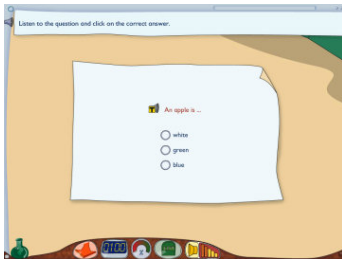 Listen to the question and click on the correct answer.
An apple is ...
white
green
blue